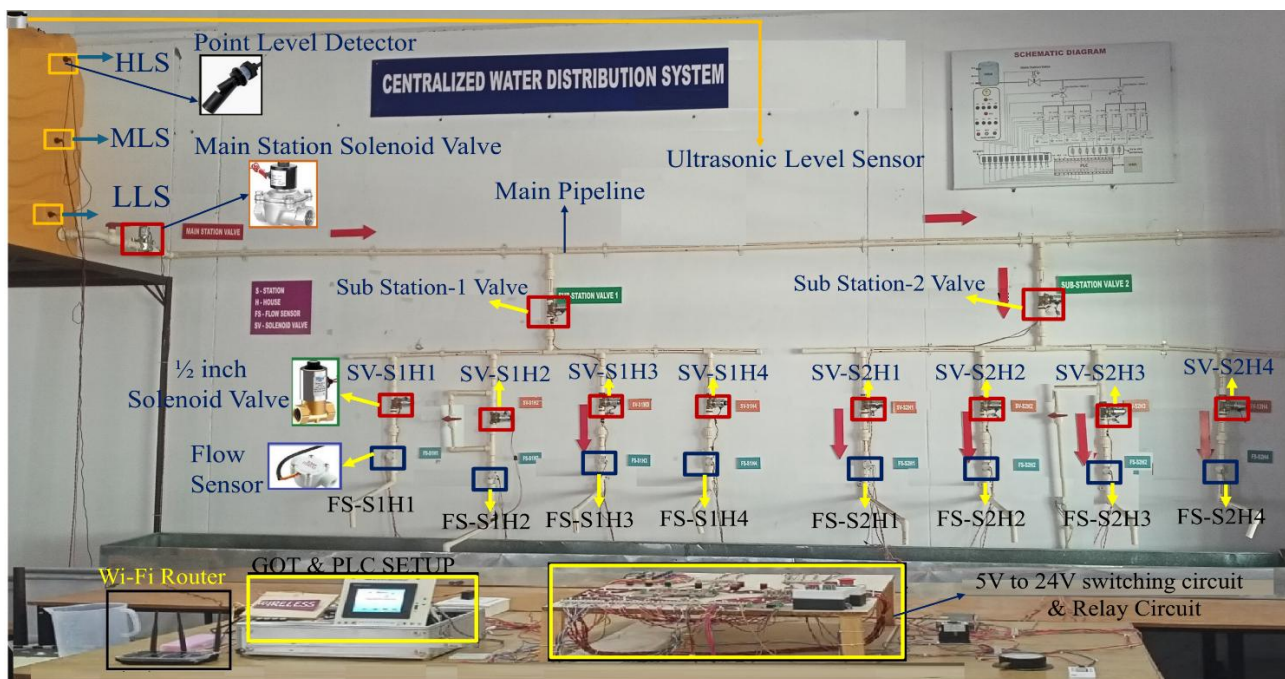 Point Level Detector
HLS
CENTRALIZED WATER DISTRIBUTION SYSTEM
SCHEMATIC DIAGRAM
MLS
Main Station Solenoid Valve
Ultrasonic Level Sensor
LLS
Main Pipeline
MAIN STATION VALVE
PLC
Sub Station-1 Valve
SUB-STATION VALVE 1
Sub Station-2 Valve
SUB-STATION VALVE 2
S - STATION
H - HOUSE
FS - FLOW SENSOR
SV - SOLENOID VALVE
½ inch
Solenoid Valve
SV-S1H1
SV-S1H2
SV-S1H3
SV-S1H4
SV-S2H1
SV-S2H2
SV-S2H3
SV-S2H4
Flow
Sensor
FS-S1H1
FS-S1H2
FS-S1H3
FS-S1H4
FS-S2H1
FS-S2H2
FS-S2H3
FS-S2H4
GOT & PLC SETUP
Wi-Fi Router
WIRELESS
5V to 24V switching circuit
& Relay Circuit